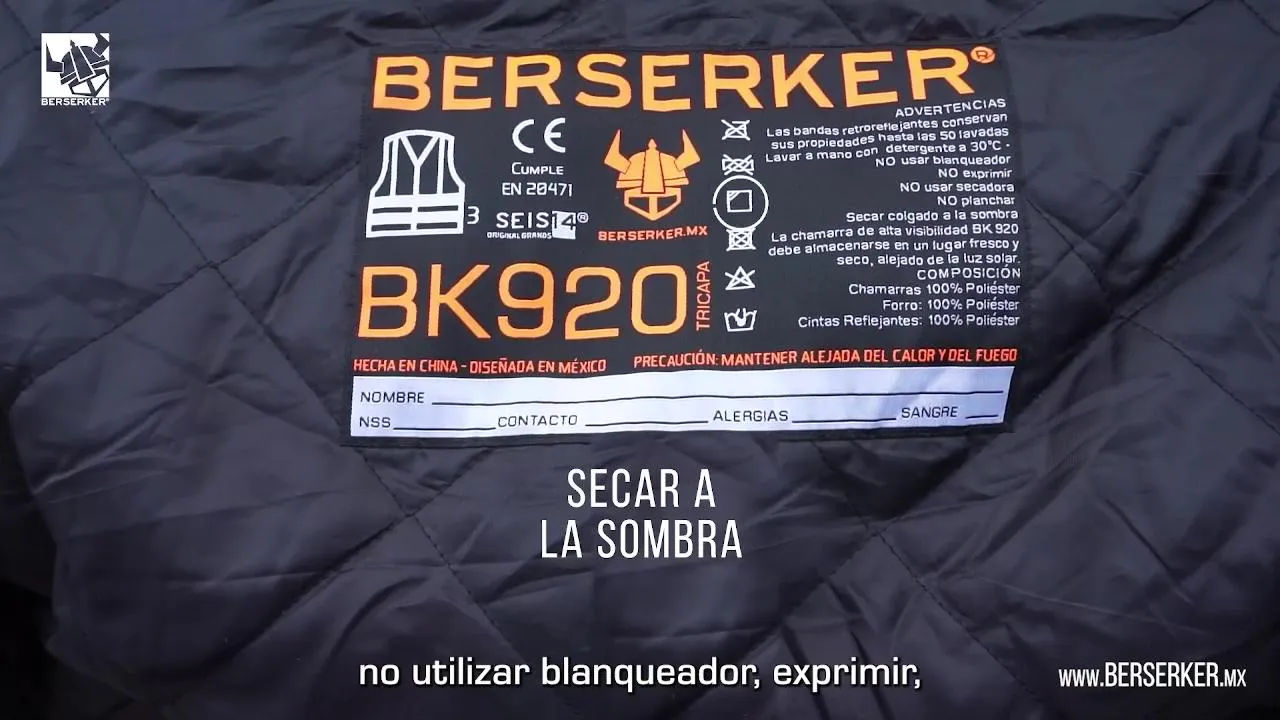 BERSERKER®
BERSERKER®
CE
CUMPLE
EN 20471
3
SEIS14®
ORIGINAL GRANDS
BERSERKER.MX
BK920
TRICAPA
ADVERTENCIAS
Las bandas retroreflejantes conservan
sus propiedades hasta las 50 lavadas
Lavar a mano con detergente a 30°C -
NO usar blanqueador
NO exprimir
NO usar secadora
NO planchar
Secar colgado a la sombra
La chamarra de alta visibilidad BK 920
debe almacenarse en un lugar fresco y
seco, alejado de la luz solar.
COMPOSICIÓN
Chamarras 100% Poliéster
Forro: 100% Poliéster
Cintas Reflejantes: 100% Poliéster
HECHA EN CHINA - DISEÑADA EN MÉXICO PRECAUCIÓN: MANTENER ALEJADA DEL CALOR Y DEL FUEGO
NOMBRE
NSS CONTACTO ALERGIAS SANGRE
SECAR A
LA SOMBRA
no utilizar blanqueador, exprimir,
www.BERSERKER.MX